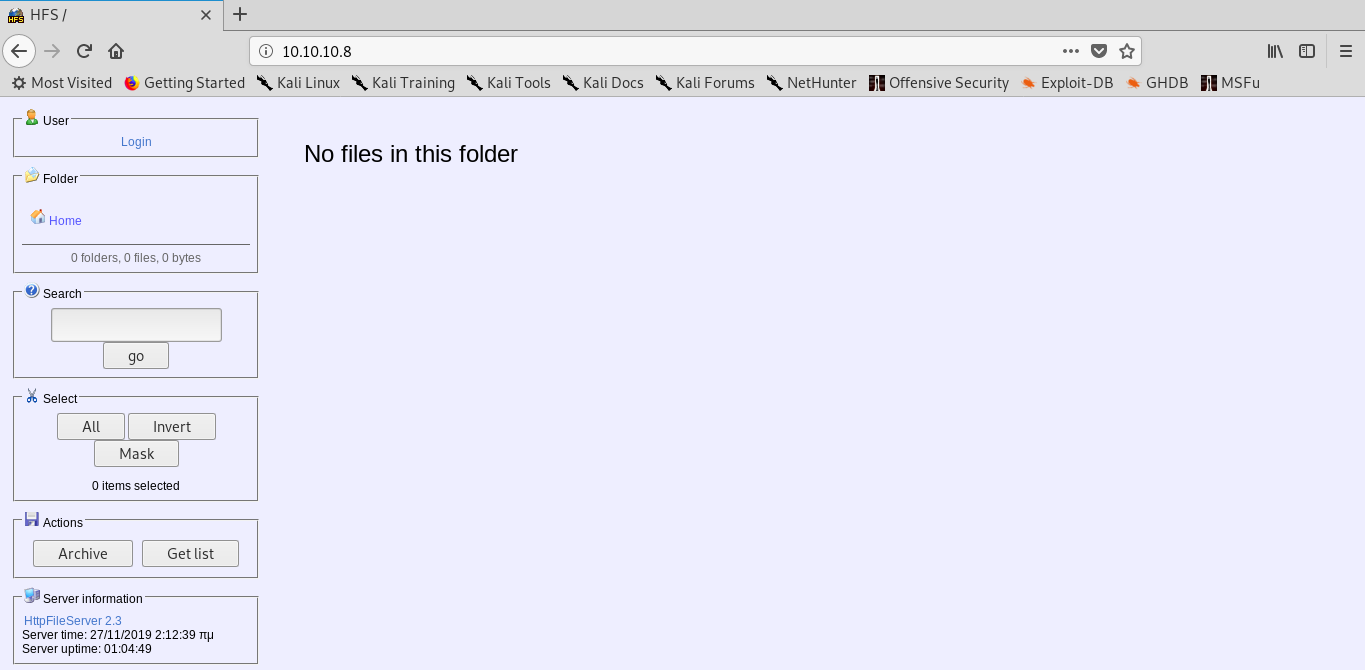 HFS /
10.10.10.8
Most Visited Getting Started Kali Linux Kali Training Kali Tools Kali Docs Kali Forums NetHunter Offensive Security Exploit-DB GHDB MSFu
User
Login
Folder
Home
0 folders, 0 files, 0 bytes
Search
go
Select
All Invert
Mask
0 items selected
Actions
Archive Get list
Server information
HttpFileServer 2.3
Server time: 27/11/2019 2:12:39 πμ
Server uptime: 01:04:49
No files in this folder